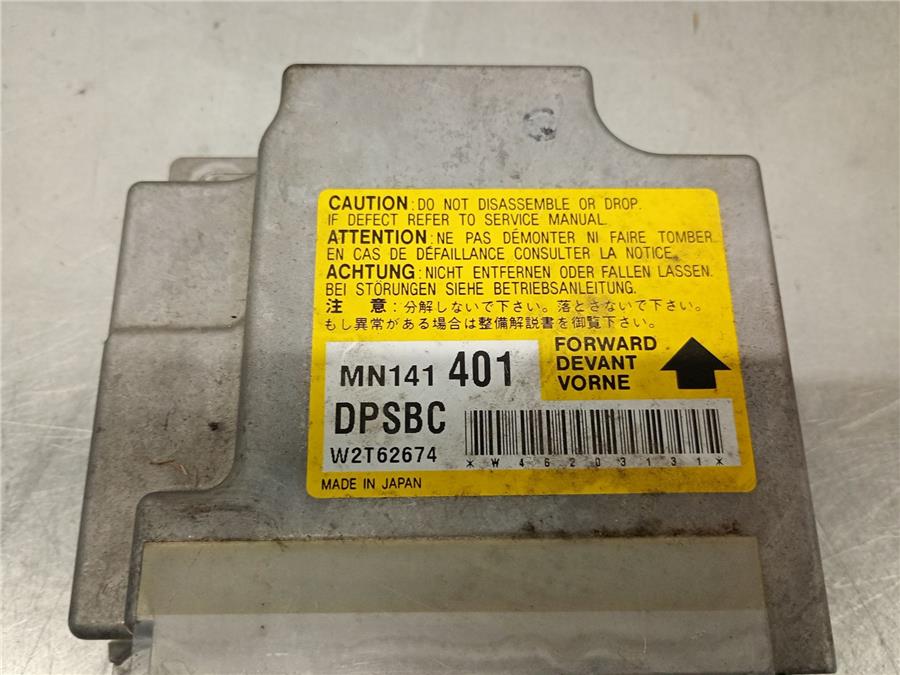 CAUTION:DO NOT DISASSEMBLE OR DROP.
IF DEFECT REFER TO SERVICE MANUAL.
ATTENTION:NE PAS DÉMONTER NI FAIRE TOMBER
EN CAS DE DÉFAILLANCE CONSULTER LA NOTICE.
ACHTUNG:NICHT ENTFERNEN ODER FALLEN LASSEN.
BEI STÖRUNGEN SIEHE BETRIEBSANLEITUNG.
注 意:分解しないで下さい。落とさないで下さい。
もし異常がある場合は整備解説書を御覧下さい。
FORWARD
DEVANT
VORNE
MN141 401
DPSBC
W2T62674
*W46203131*
MADE IN JAPAN